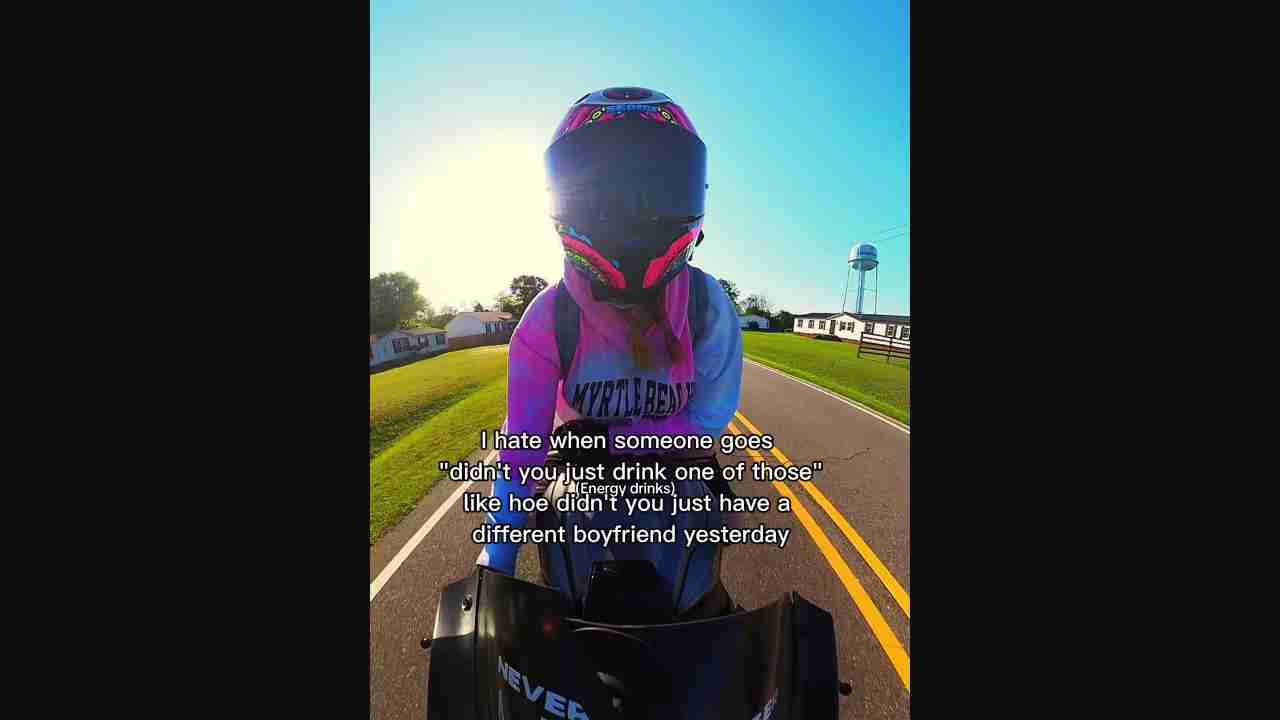 MYRTLE BEACH
I hate when someone goes
"didn't you just drink one of those"
(Energy drinks)
like hoe didn't you just have a
different boyfriend yesterday
NEVER